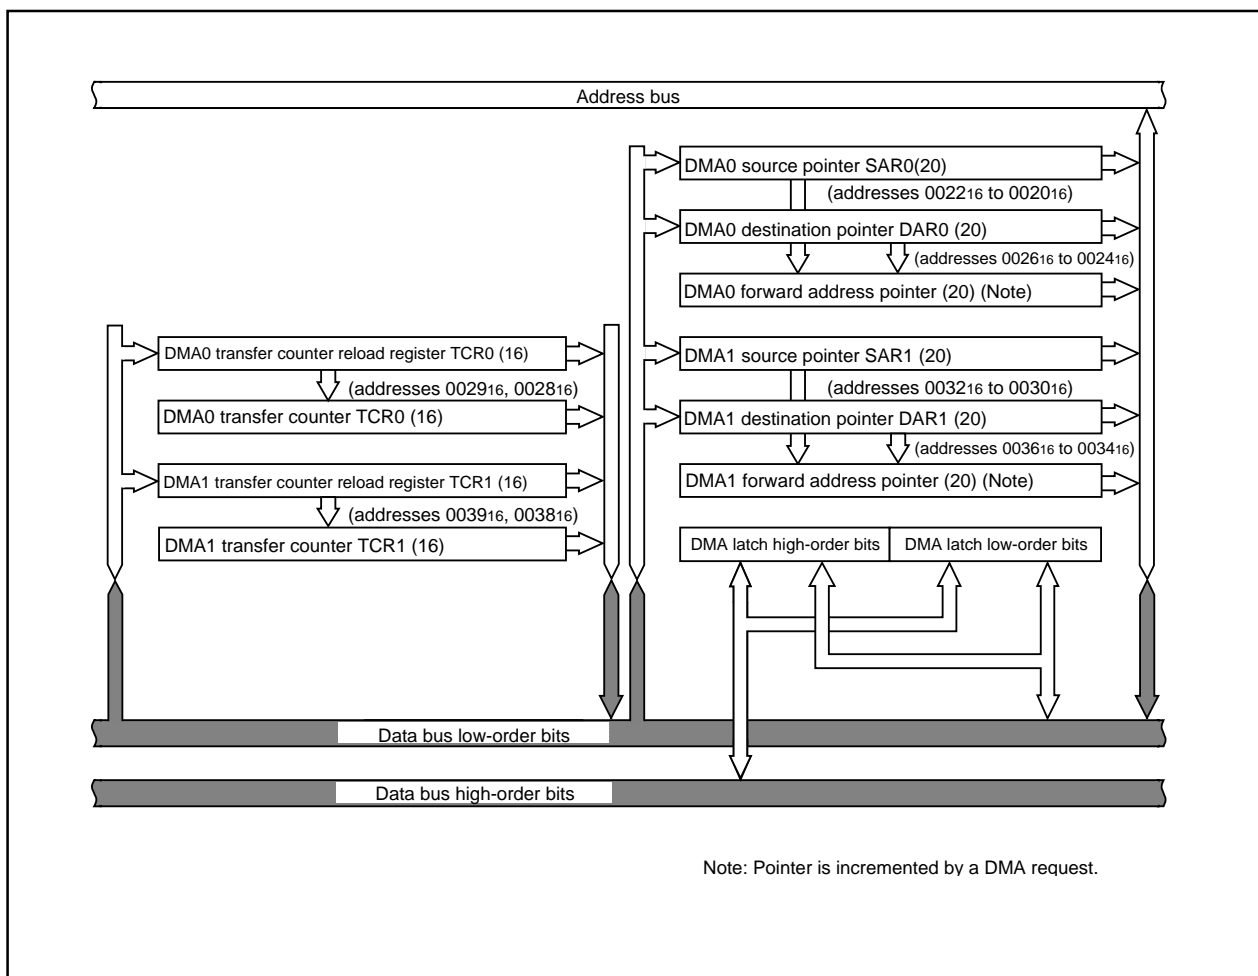 Address bus
DMA0 source pointer SAR0(20)
(addresses 002216 to 002016)
DMA0 destination pointer DAR0 (20)
(addresses 002616 to 002416)
DMA0 forward address pointer (20) (Note)
DMA0 transfer counter reload register TCR0 (16)
(addresses 002916, 002816)
DMA0 transfer counter TCR0 (16)
DMA1 transfer counter reload register TCR1 (16)
(addresses 003916, 003816)
DMA1 transfer counter TCR1 (16)
DMA1 source pointer SAR1 (20)
(addresses 003216 to 003016)
DMA1 destination pointer DAR1 (20)
(addresses 003616 to 003416)
DMA1 forward address pointer (20) (Note)
DMA latch high-order bits
DMA latch low-order bits
Data bus low-order bits
Data bus high-order bits
Note: Pointer is incremented by a DMA request.